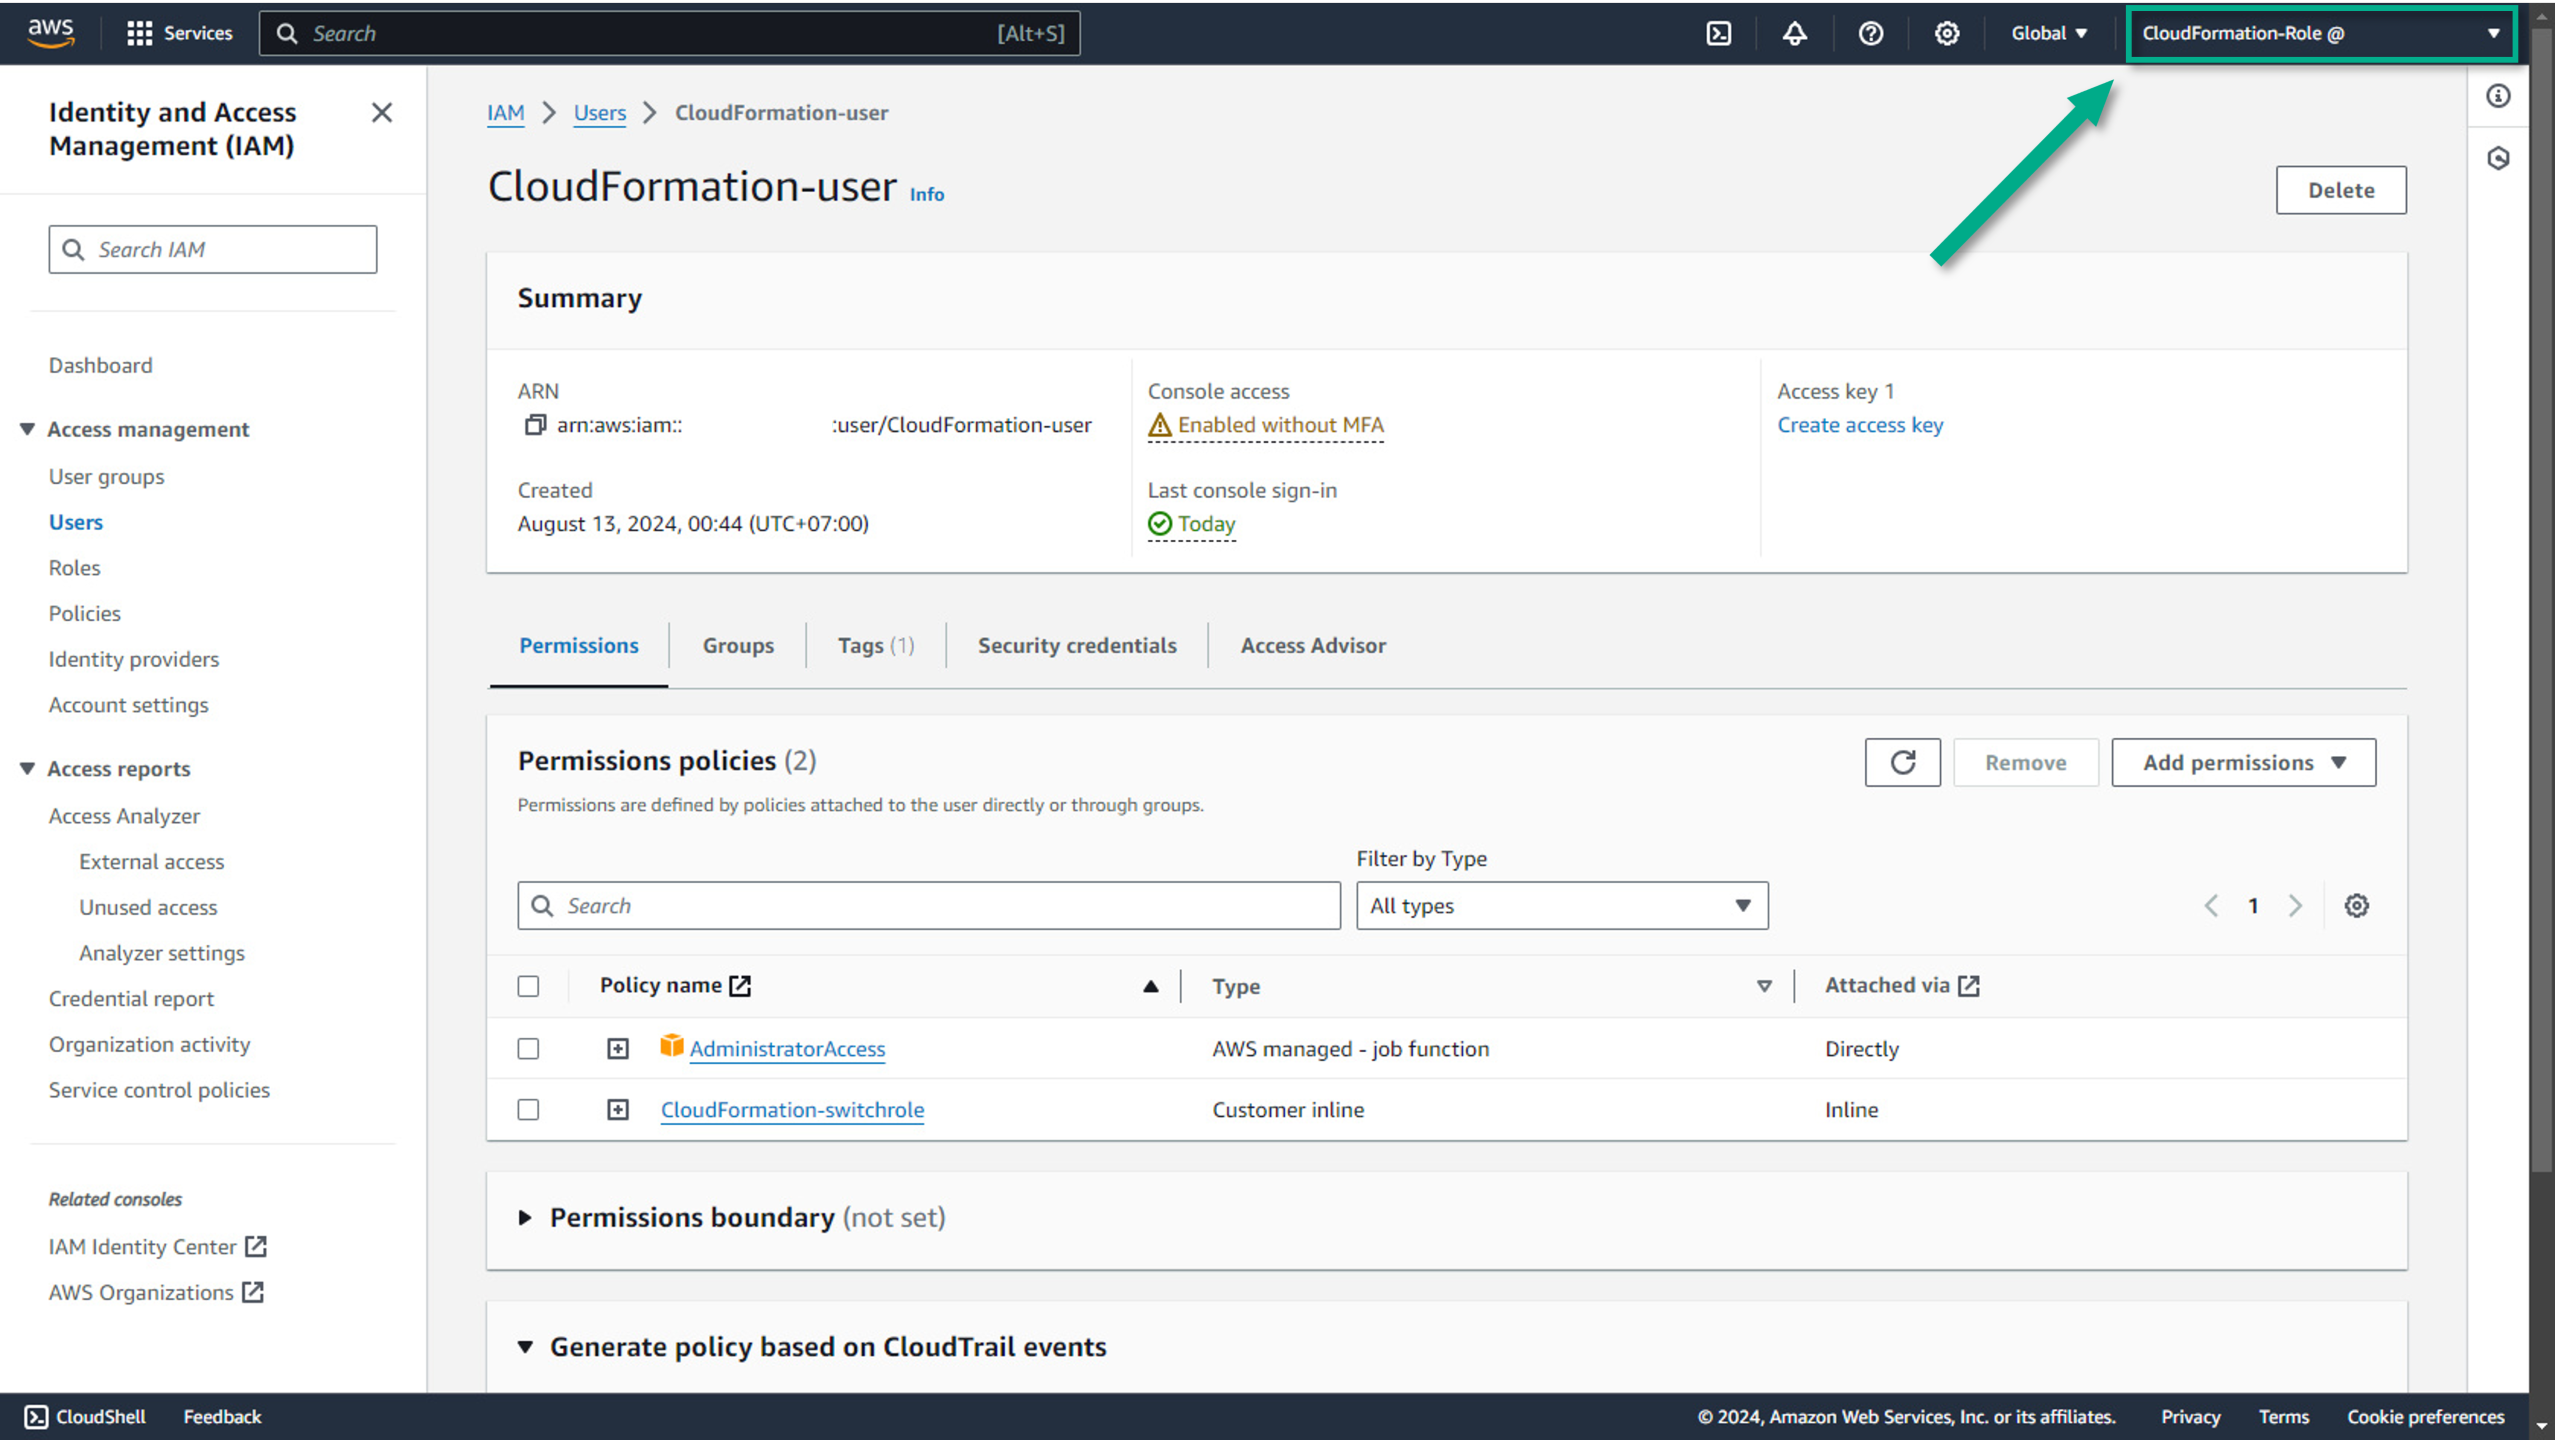 aws
Services
Search
[Alt+S]
Global
CloudFormation-Role @
Identity and Access
Management (IAM)
Search IAM
Dashboard
Access management
User groups
Users
Roles
Policies
Identity providers
Account settings
Access reports
Access Analyzer
External access
Unused access
Analyzer settings
Credential report
Organization activity
Service control policies
Related consoles
IAM Identity Center
AWS Organizations
IAM > Users > CloudFormation-user
CloudFormation-user Info
Delete
Summary
ARN
arn:aws:iam:: :user/CloudFormation-user
Created
August 13, 2024, 00:44 (UTC+07:00)
Console access
Enabled without MFA
Last console sign-in
Today
Access key 1
Create access key
Permissions
Groups
Tags (1)
Security credentials
Access Advisor
Permissions policies (2)
Permissions are defined by policies attached to the user directly or through groups.
Remove
Add permissions
Filter by Type
Search
All types
1
Policy name
Type
Attached via
AdministratorAccess
AWS managed - job function
Directly
CloudFormation-switchrole
Customer inline
Inline
Permissions boundary (not set)
Generate policy based on CloudTrail events
CloudShell
Feedback
© 2024, Amazon Web Services, Inc. or its affiliates.
Privacy
Terms
Cookie preferences